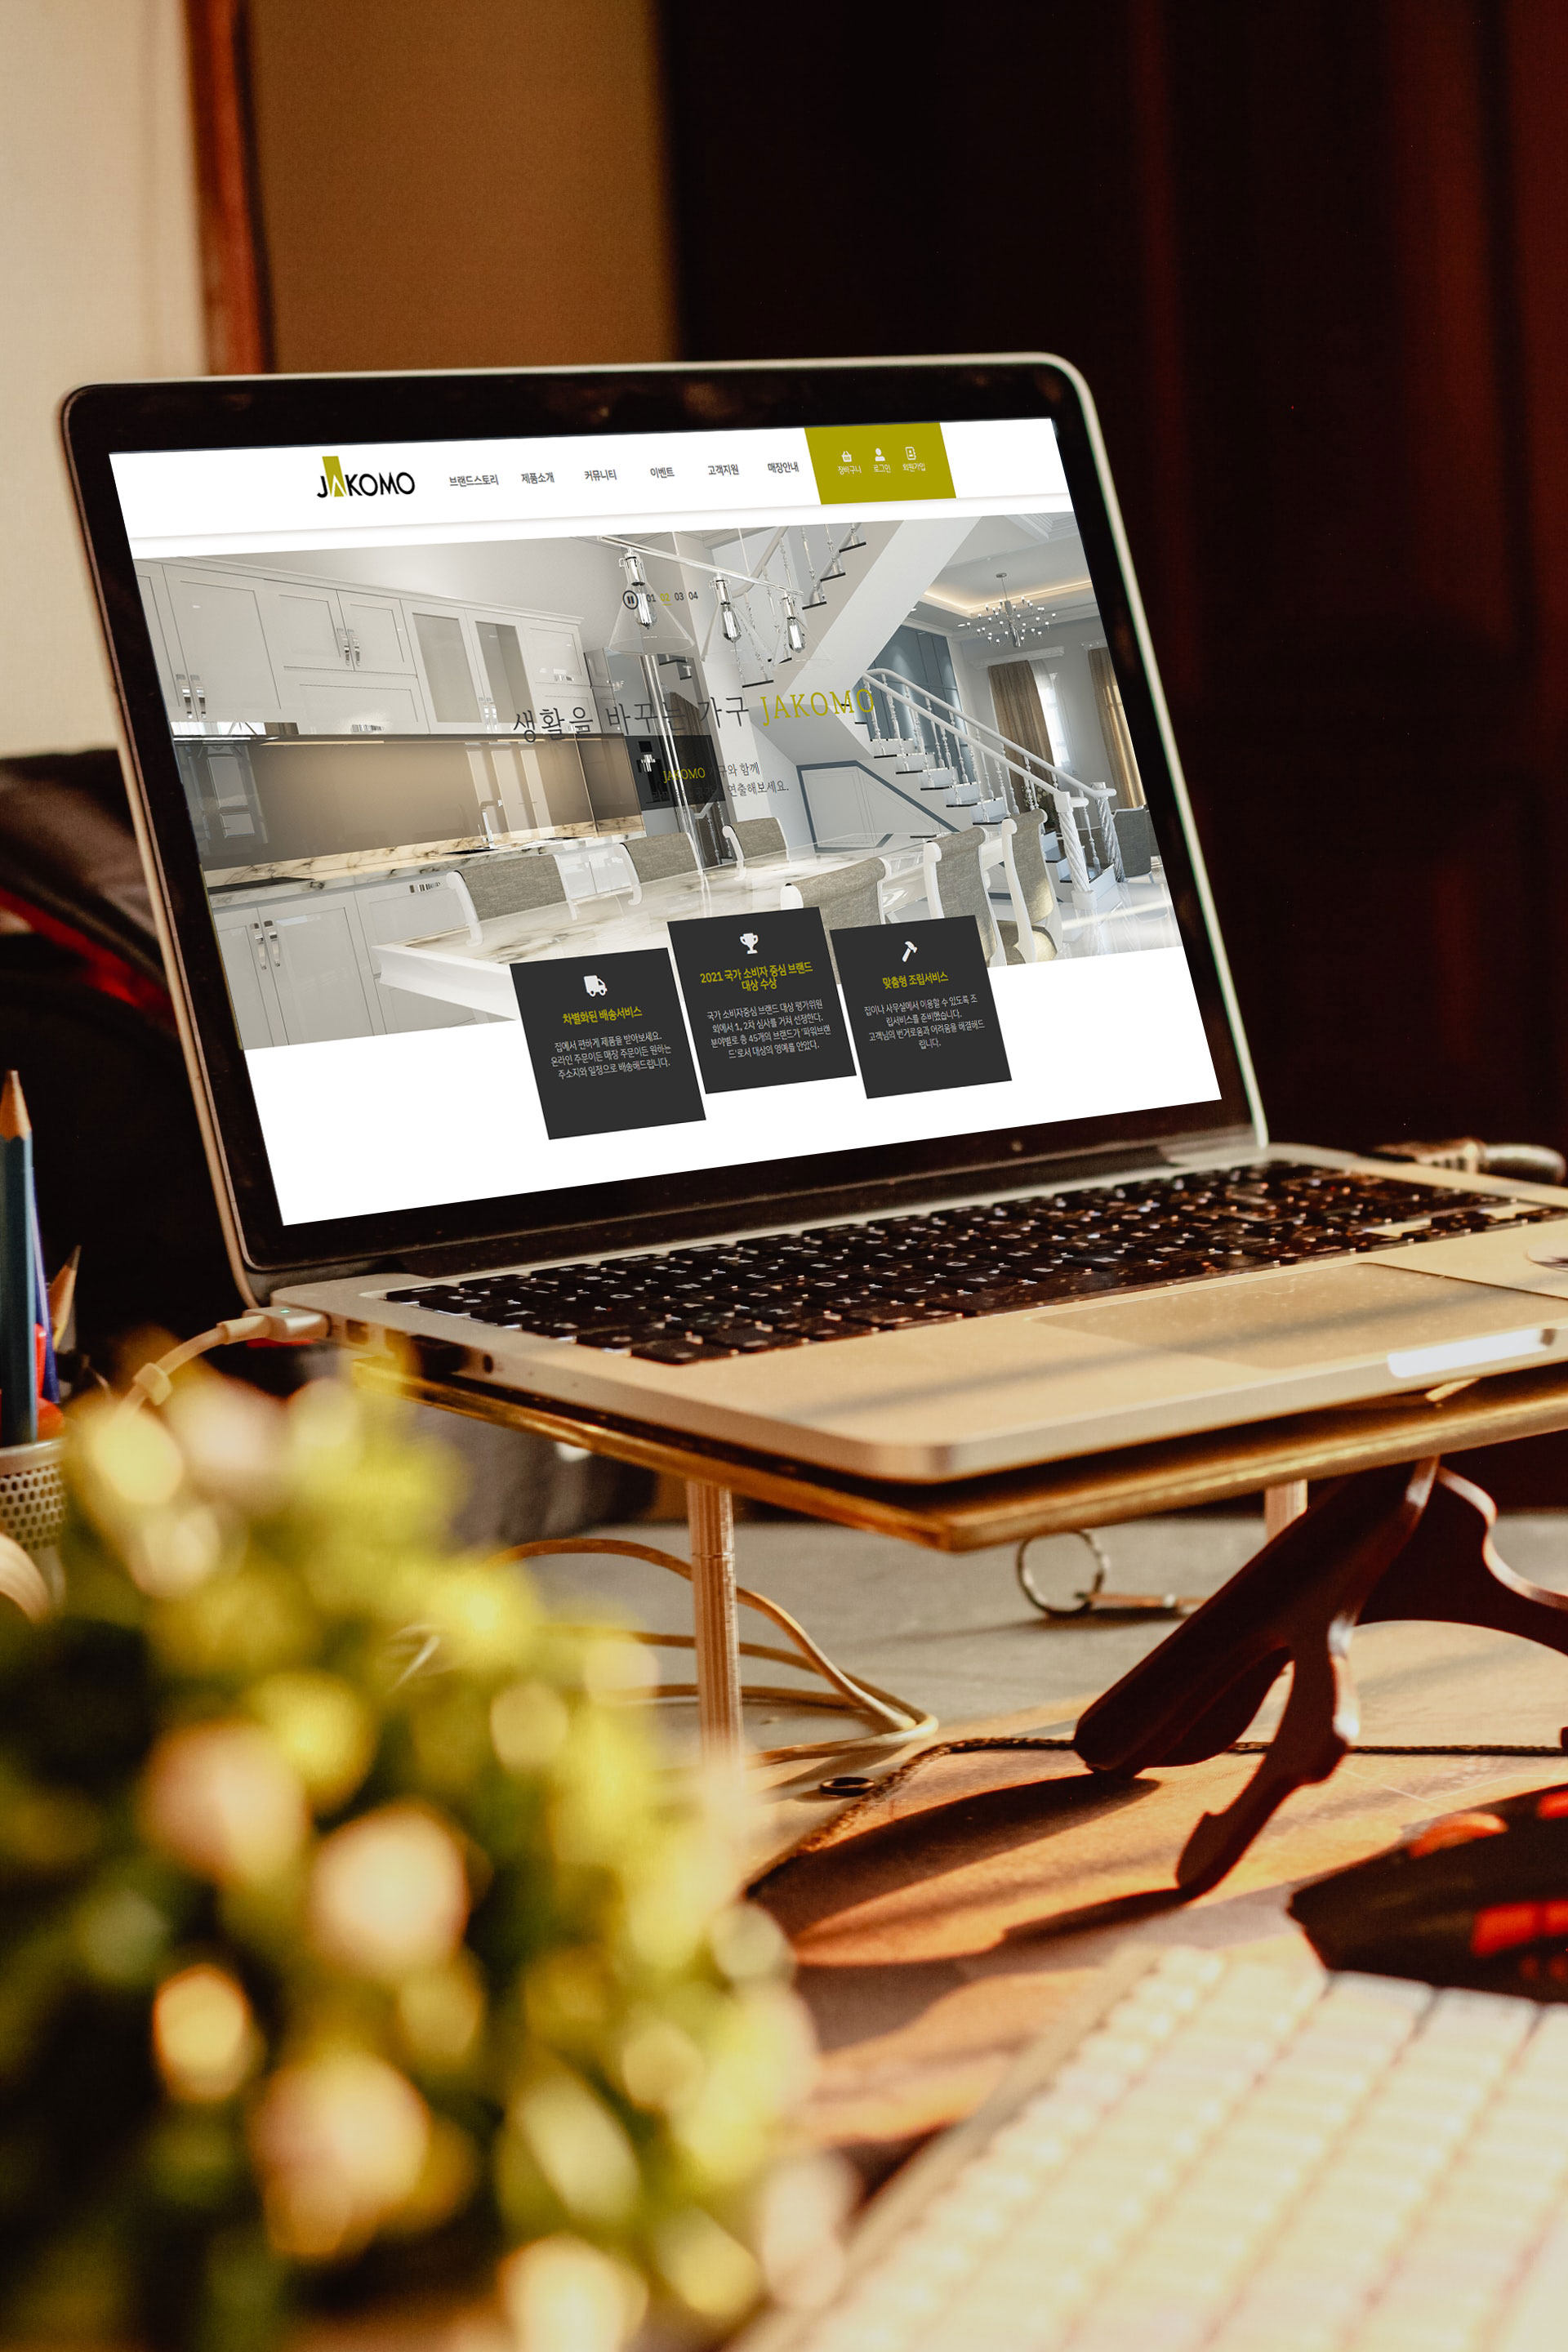 JAKOMO
브랜드스토리 제품소개 커뮤니티 이벤트 고객지원 매장안내
장바구니 로그인 회원가입
01 02 03 04
생활을 바꾸는 가구 JAKOMO
JAKOMO 가구와 함께
연출해보세요.
차별화된 배송서비스
집에서 편하게 제품을 받아보세요.
온라인 주문이든 매장 주문이든 원하는
주소지와 일정으로 배송해드립니다.
2021 국가 소비자 중심 브랜드
대상 수상
국가 소비자중심 브랜드 대상 평가위원
회에서 1, 2차 심사를 거쳐 선정한다.
분야별로 총 45개의 브랜드가 '파워브랜
드'로서 대상의 영예를 안았다.
맞춤형 조립서비스
집이나 사무실에서 이용할 수 있도록 조
립서비스를 준비했습니다.
고객님의 번거로움과 어려움을 해결해드
립니다.